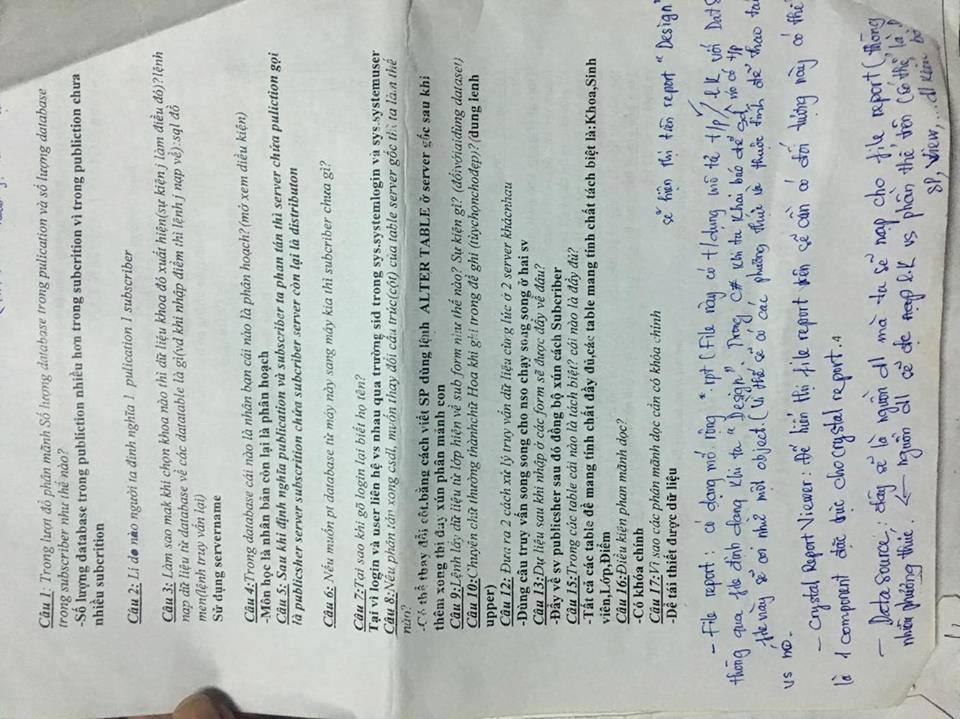 Câu 1: Trong lượt đồ phân mãnh Số lượng database trong pulication và số lượng database
trong subscriber như thế nào?
-Số lượng database trong publiction nhiều hơn trong subcrition vì trong publiction chưa
nhiều subcrition
Câu 2: Lí do nào người ta đinh nghĩa 1 pulication 1 subscriber
Câu 3: Làm sao mak khi chọn khoa nào thì dữ liệu khoa đó xuất hiện(sự kiện j làm điều đó)?lệnh
nạp dữ liệu từ database về các datatable là gì(vd khi nhập điểm thì lệnh j nạp về):sql đồ
men(lệnh truy vấn lại)
Sử dụng servername
Câu 4:Trong database cái nào là nhân bạn cái nào là phân hoạch?(mở xem diều kiện)
-Môn học là nhân bản còn lại là phân hoạch
Câu 5: Sau khi định nghĩa publication và subscriber ta phan tán thì server chứa puliction gọi
là publicsher server subscrition chứa subcriber server còn lại là distributon
Câu 6: Nếu muốn pt database từ máy này sang máy kia thì subcriber chưa gì?
Câu 7:Tại sao khi gõ login lại biết họ tên?
Tại vì login và user liên hệ vs nhau qua trường sid trong sys.systemlogin và sys.systemuser
Câu 8:Nếu phân tán xong csdl, muốn thay đổi cấu trúc(cột) của table server gốc thì ta làm thế
nào?
-Có thể thay đổi cột.bằng cách viết SP dùng lệnh ALTER TABLE ở server gốc sau khi
thêm xong thì đay xún phân mảnh con
Câu 9:Lệnh láy dữ liệu từ lớp hiện về sub form như thế nào? Sự kiện gì? (đốivớiaidùng dataset)
Câu 10:Chuyên chữ thường thànhchữ Hoa khi ghi trong đề ghi (tùychọnchođẹp)?(dung lenh
upper)
Câu 12: Đưa ra 2 cách xử lý truy vấn dữ liệu cùng lúc ở 2 server khácnhau
-Dùng câu truy vấn song song cho nso chạy song song ở hai sv
Câu 13:Dự liệu sau khi nhập ở các form sẽ được đẩy về đâu?
-Đẩy về sv publicsher sau đó đồng bộ xún cách Subcriber
Câu 15:Trong các table cái nào là tách biệt? cái nào là đầy đủ?
-Tất cả các table đề mang tính chất đầy đủ,các table mang tính chất tách biệt là:Khoa,Sinh
viên,Lớp,Điểm
Câu 16:Điều kiện phan mãnh dọc?
-Có khóa chính
Câu 17:Vì sao các phân mãnh dọc cần có khóa chính
-Dể tái thiết được dữ liệu
sẽ hiện thị trên report "Design"
- File report: có dạng mở rộng *.rpt (File này có t/dụng mô tả t/p / l.K với DatS
thông qua file định dạng khi ta "Design". Trong C# khi ta khai báo để vào có t/p
file này sẽ coi như một object.(Vì thế sẽ có các phương thức và thuộc tính để thao ta
vs nó.
- Crystal Report Viewer: Để hiển thị file report trên sẽ cần có đối tượng này có thể
là 1 component đặc trưc cho crystal report.4
- Data Source: đây sẽ là nguồn dl mà ta sẽ nạp cho file report (thông
nhiên phương thức. ← nguồn dl sẽ đc nạp l.K vs phần thể trên (có thể là
SP, view, ... dl